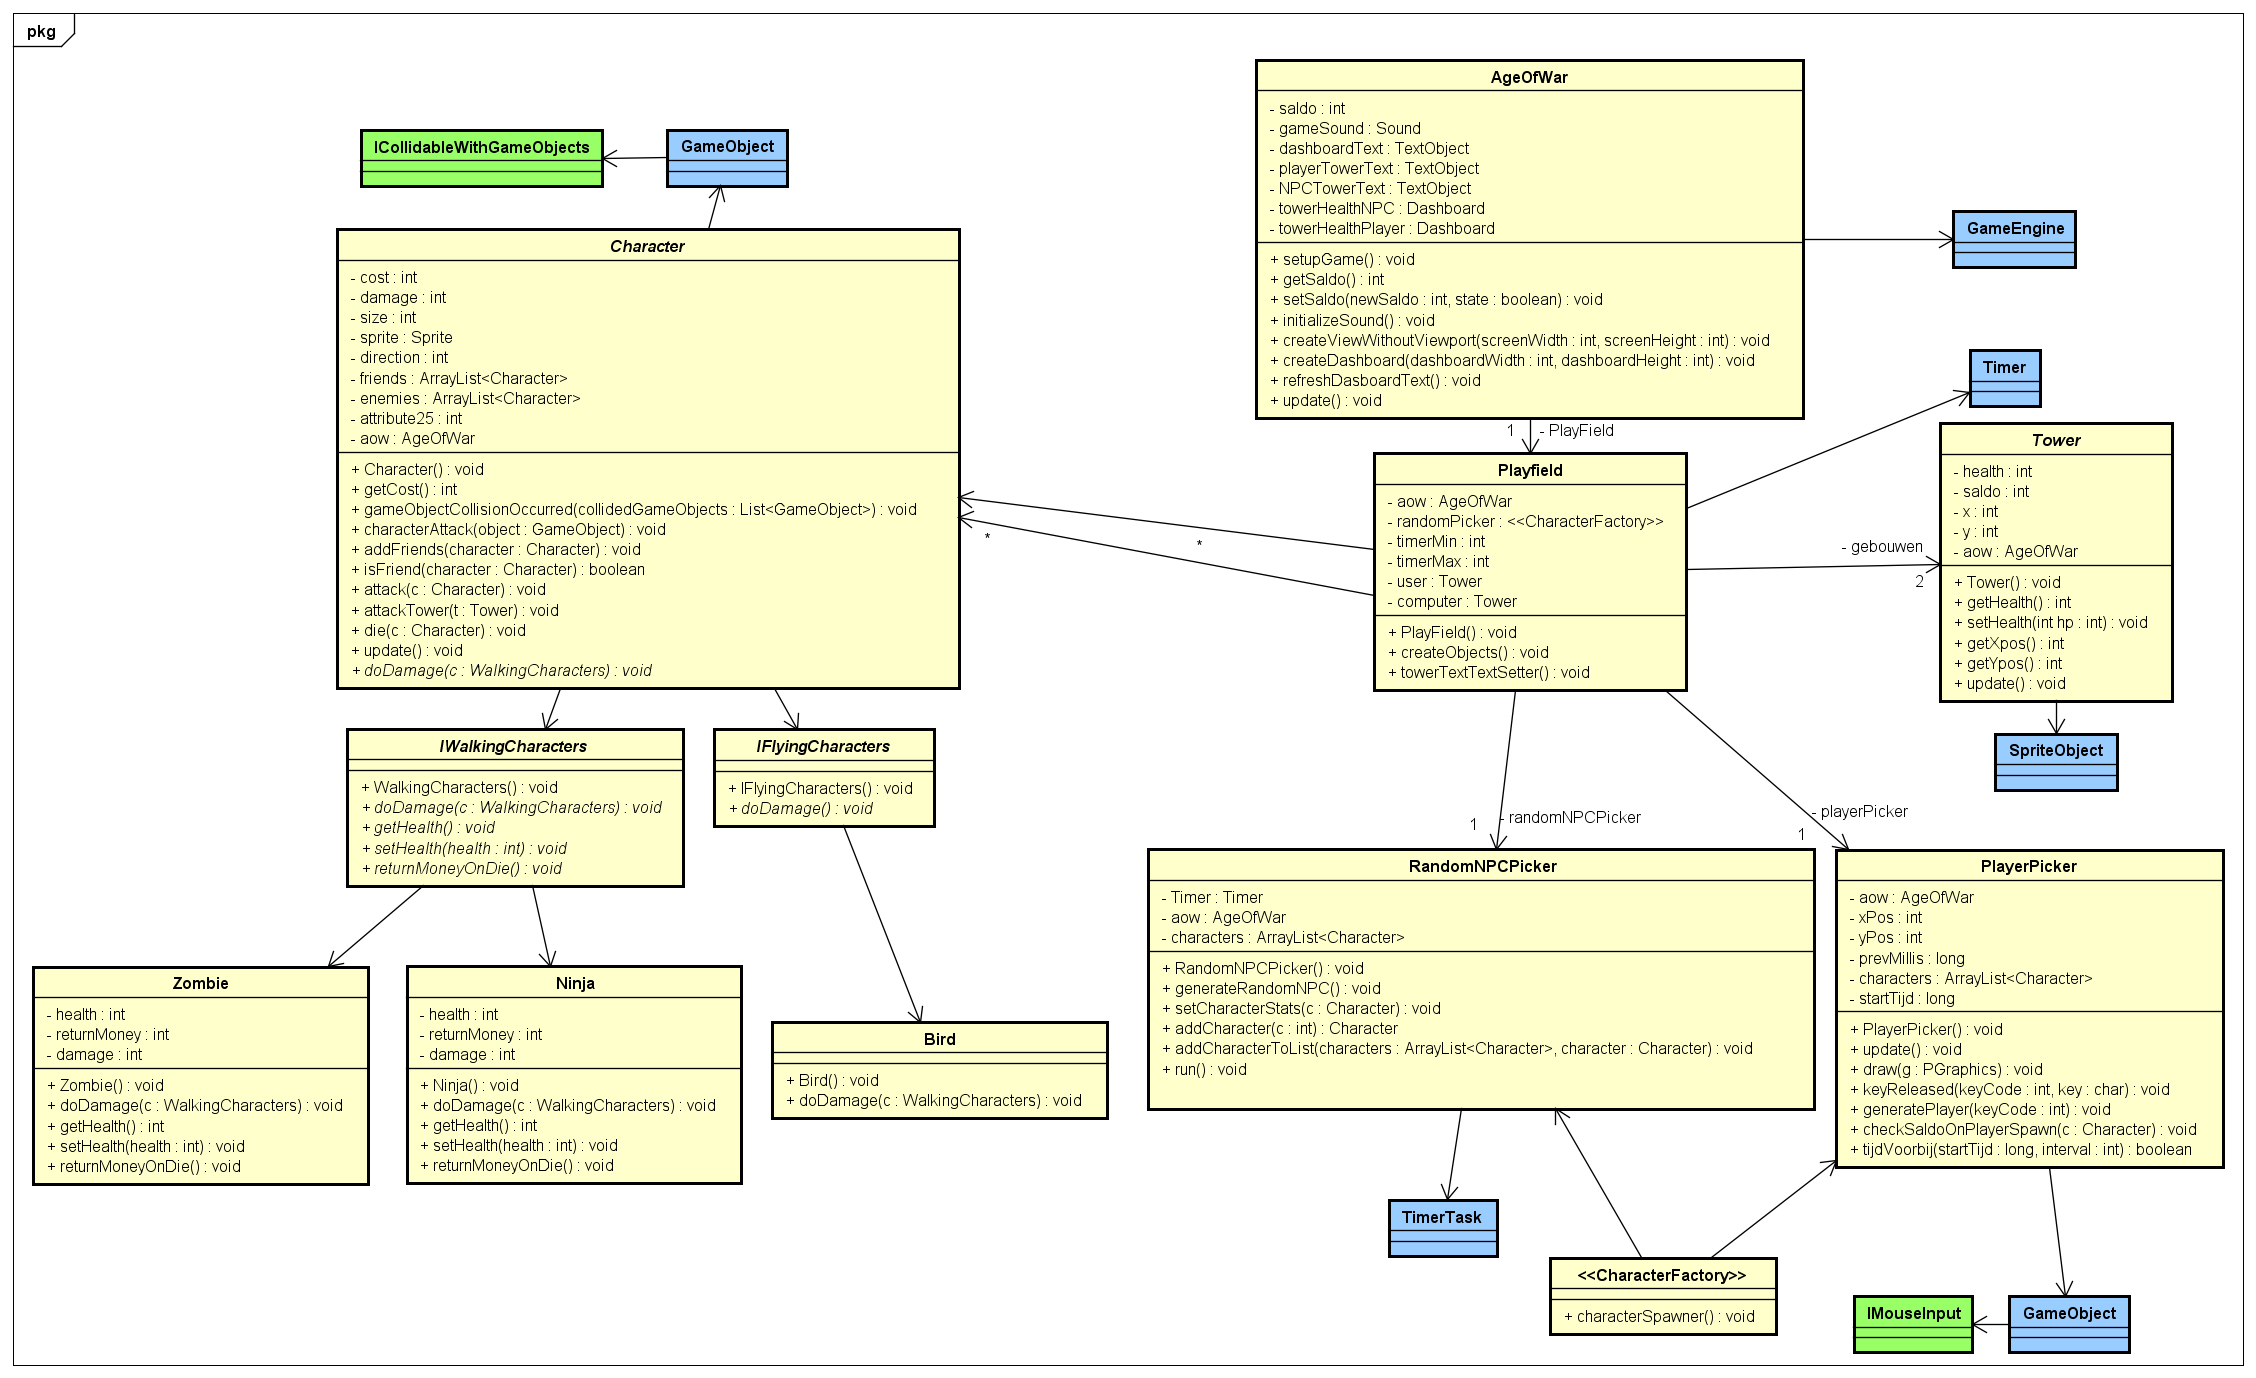 pkg
ICollidableWithGameObjects
GameObject
Character
- cost : int
- damage : int
- size : int
- sprite : Sprite
- direction : int
- friends : ArrayList<Character>
- enemies : ArrayList<Character>
- attribute25 : int
- aow : AgeOfWar
+ Character() : void
+ getCost() : int
+ gameObjectCollisionOccurred(collidedGameObjects : List<GameObject>) : void
+ characterAttack(object : GameObject) : void
+ addFriends(character : Character) : void
+ isFriend(character : Character) : boolean
+ attack(c : Character) : void
+ attackTower(t : Tower) : void
+ die(c : Character) : void
+ update() : void
+ doDamage(c : WalkingCharacters) : void
IWalkingCharacters
+ WalkingCharacters() : void
+ doDamage(c : WalkingCharacters) : void
+ getHealth() : void
+ setHealth(health : int) : void
+ returnMoneyOnDie() : void
IFlyingCharacters
+ IFlyingCharacters() : void
+ doDamage() : void
Zombie
- health : int
- returnMoney : int
- damage : int
+ Zombie() : void
+ doDamage(c : WalkingCharacters) : void
+ getHealth() : int
+ setHealth(health : int) : void
+ returnMoneyOnDie() : void
Ninja
- health : int
- returnMoney : int
- damage : int
+ Ninja() : void
+ doDamage(c : WalkingCharacters) : void
+ getHealth() : int
+ setHealth(health : int) : void
+ returnMoneyOnDie() : void
Bird
+ Bird() : void
+ doDamage(c : WalkingCharacters) : void
AgeOfWar
- saldo : int
- gameSound : Sound
- dashboardText : TextObject
- playerTowerText : TextObject
- NPCTowerText : TextObject
- towerHealthNPC : Dashboard
- towerHealthPlayer : Dashboard
+ setupGame() : void
+ getSaldo() : int
+ setSaldo(newSaldo : int, state : boolean) : void
+ initializeSound() : void
+ createViewWithoutViewport(screenWidth : int, screenHeight : int) : void
+ createDashboard(dashboardWidth : int, dashboardHeight : int) : void
+ refreshDasboardText() : void
+ update() : void
GameEngine
Timer
1
- PlayField
Playfield
- aow : AgeOfWar
- randomPicker : <<CharacterFactory>>
- timerMin : int
- timerMax : int
- user : Tower
- computer : Tower
+ PlayField() : void
+ createObjects() : void
+ towerTextTextSetter() : void
*
*
- gebouwen
2
Tower
- health : int
- saldo : int
- x : int
- y : int
- aow : AgeOfWar
+ Tower() : void
+ getHealth() : int
+ setHealth(int hp : int) : void
+ getXpos() : int
+ getYpos() : int
+ update() : void
SpriteObject
1
- randomNPCPicker
- playerPicker
1
RandomNPCPicker
- Timer : Timer
- aow : AgeOfWar
- characters : ArrayList<Character>
+ RandomNPCPicker() : void
+ generateRandomNPC() : void
+ setCharacterStats(c : Character) : void
+ addCharacter(c : int) : Character
+ addCharacterToList(characters : ArrayList<Character>, character : Character) : void
+ run() : void
PlayerPicker
- aow : AgeOfWar
- xPos : int
- yPos : int
- prevMillis : long
- characters : ArrayList<Character>
- startTijd : long
+ PlayerPicker() : void
+ update() : void
+ draw(g : PGraphics) : void
+ keyReleased(keyCode : int, key : char) : void
+ generatePlayer(keyCode : int) : void
+ checkSaldoOnPlayerSpawn(c : Character) : void
+ tijdVoorbij(startTijd : long, interval : int) : boolean
TimerTask
<<CharacterFactory>>
+ characterSpawner() : void
IMouseInput
GameObject